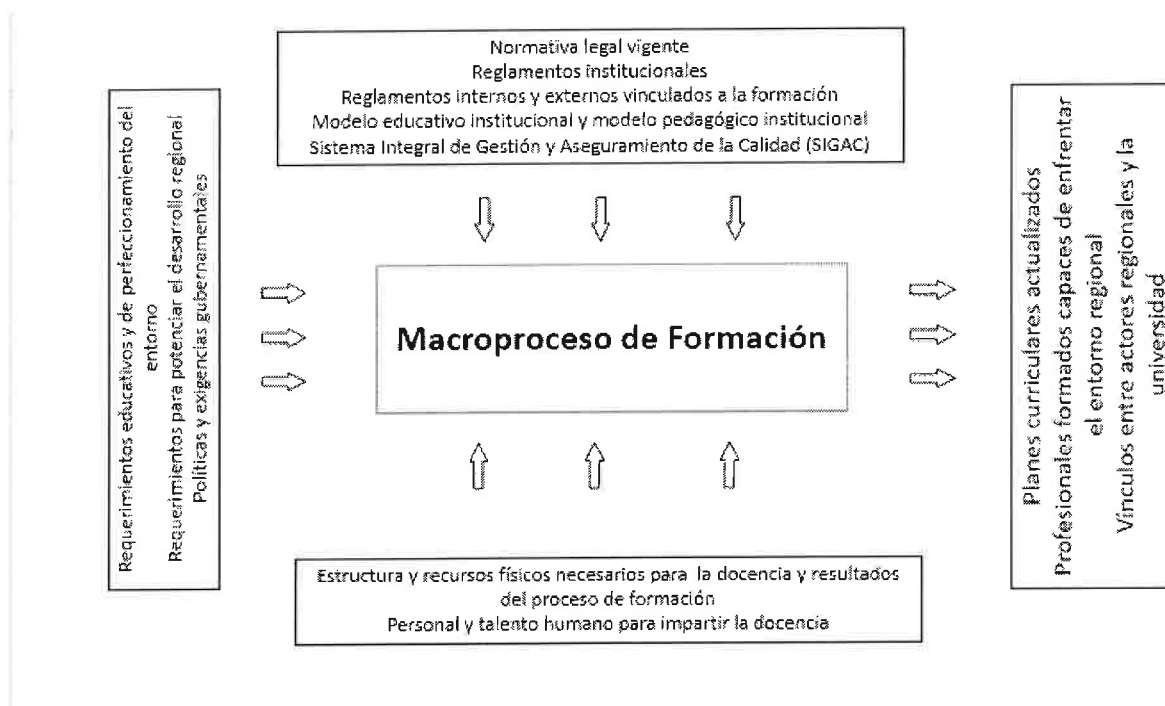 Normativa legal vigente
Reglamentos institucionales
Reglamentos internos y externos vinculados a la formación
Modelo educativo institucional y modelo pedagógico institucional
Sistema Integral de Gestión y Aseguramiento de la Calidad (SIGAC)
Requerimientos educativos y de perfeccionamiento del
entorno
Requerimientos para potenciar el desarrollo regional
Políticas y exigencias gubernamentales
Macroproceso de Formación
Planes curriculares actualizados
Profesionales formados capaces de enfrentar
el entorno regional
Vínculos entre actores regionales y la
universidad
Estructura y recursos físicos necesarios para la docencia y resultados
del proceso de formación
Personal y talento humano para impartir la docencia